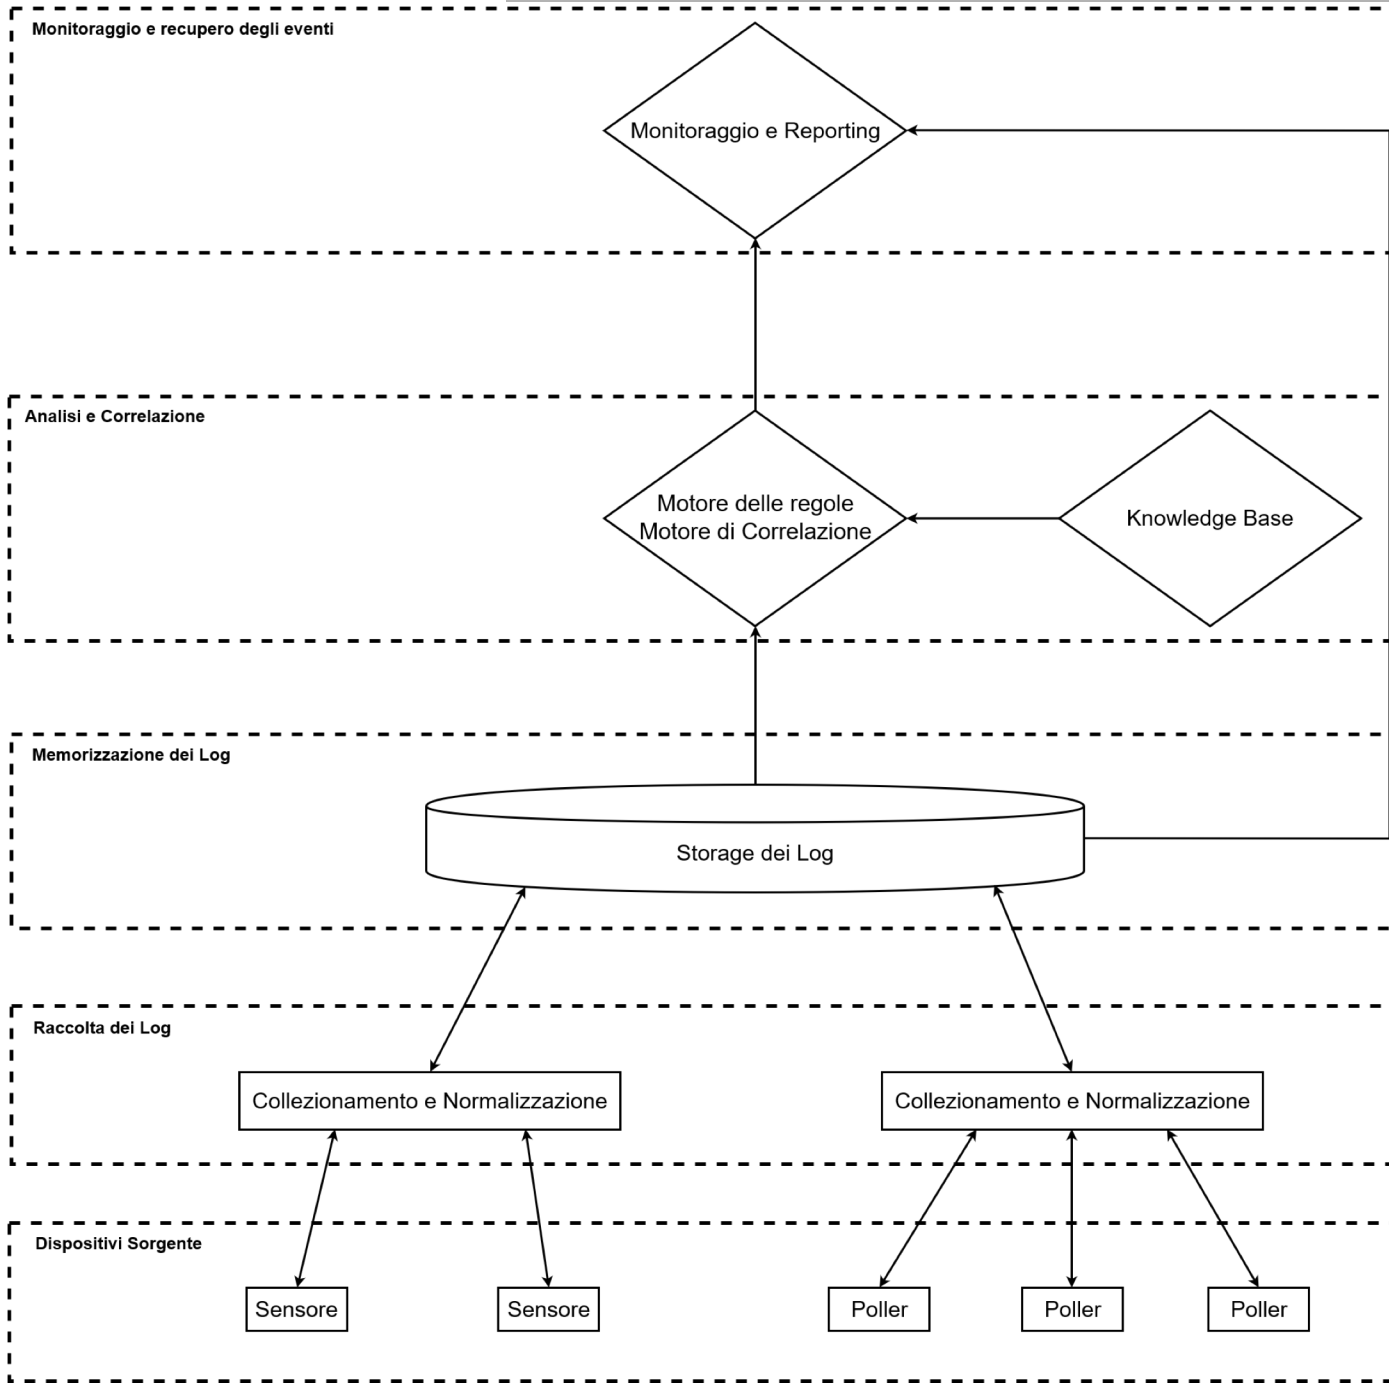 Monitoraggio e recupero degli eventi
Monitoraggio e Reporting
Analisi e Correlazione
Motore delle regole
Motore di Correlazione
Knowledge Base
Memorizzazione dei Log
Storage dei Log
Raccolta dei Log
Collezionamento e Normalizzazione
Collezionamento e Normalizzazione
Dispositivi Sorgente
Sensore
Sensore
Poller
Poller
Poller